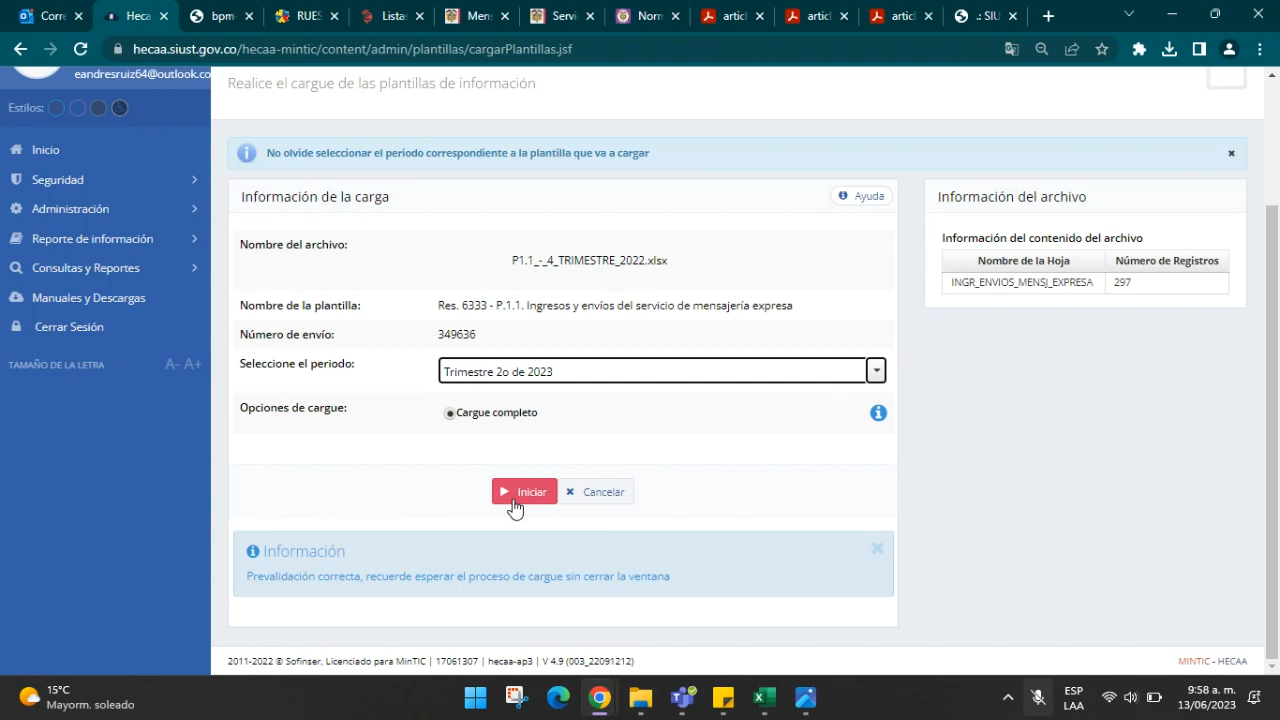 Corre
Hecaa
bpm
RUES
Listas
Mens
Servi
Norm
artícl
artícl
artícl
.: SIU
hecaa.siust.gov.co/hecaa-mintic/content/admin/plantillas/cargarPlantillas.jsf
eandresruiz64@outlook.co
Estilos:
Inicio
Seguridad
Administración
Reporte de información
Consultas y Reportes
Manuales y Descargas
Cerrar Sesión
TAMAÑO DE LA LETRA A- A+
Realice el cargue de las plantillas de información
No olvide seleccionar el periodo correspondiente a la plantilla que va a cargar
Información de la carga
Ayuda
Nombre del archivo:
P1.1_-_4_TRIMESTRE_2022.xlsx
Nombre de la plantilla: Res. 6333 - P.1.1. Ingresos y envíos del servicio de mensajería expresa
Número de envío: 349636
Seleccione el periodo: Trimestre 2o de 2023
Opciones de cargue: Cargue completo
Iniciar Cancelar
Información
Prevalidación correcta, recuerde esperar el proceso de cargue sin cerrar la ventana
Información del archivo
Información del contenido del archivo
Nombre de la Hoja Número de Registros
INGR_ENVIOS_MENSJ_EXPRESA 297
2011-2022 © Sofinser, Licenciado para MinTIC | 17061307 | hecaa-ap3 | V 4.9 (003_22091212)
MINTIC - HECAA
15°C
Mayorm. soleado
ESP
LAA
9:58 a. m.
13/06/2023